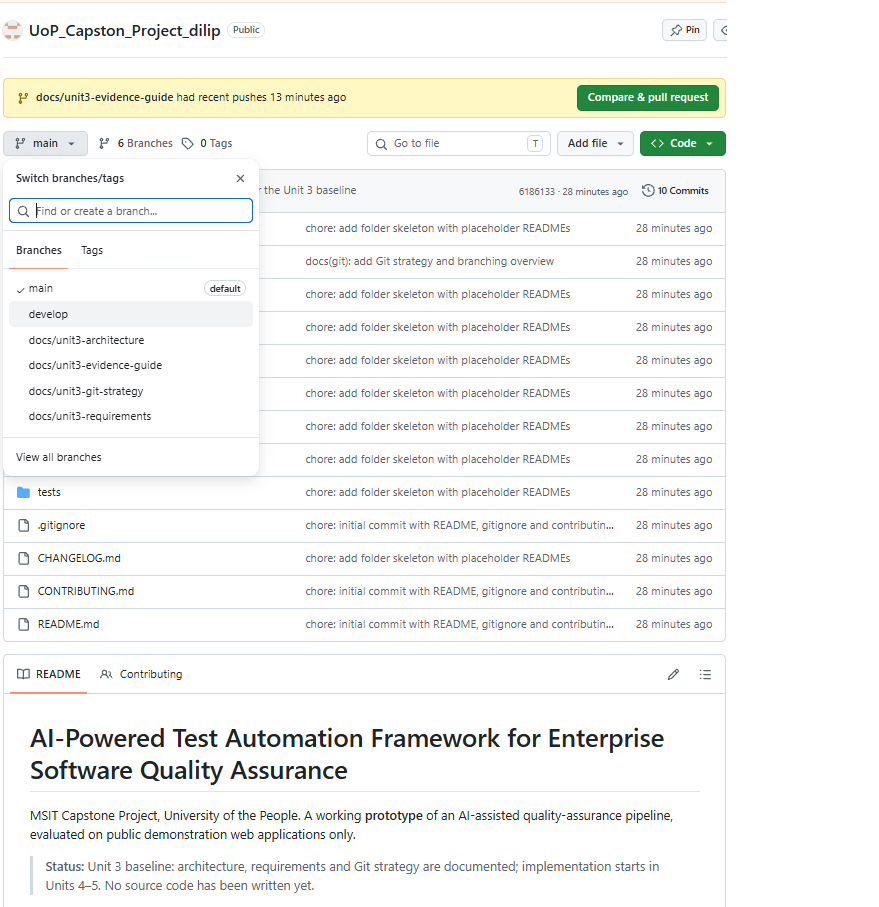 UoP_Capston_Project_dilip Public Pin
docs/unit3-evidence-guide had recent pushes 13 minutes ago Compare & pull request
main 6 Branches 0 Tags Go to file T Add file Code
Switch branches/tags
Find or create a branch...
Branches Tags
main default
develop
docs/unit3-architecture
docs/unit3-evidence-guide
docs/unit3-git-strategy
docs/unit3-requirements
View all branches
the Unit 3 baseline 6186133 · 28 minutes ago 10 Commits
chore: add folder skeleton with placeholder READMEs 28 minutes ago
docs(git): add Git strategy and branching overview 28 minutes ago
chore: add folder skeleton with placeholder READMEs 28 minutes ago
chore: add folder skeleton with placeholder READMEs 28 minutes ago
chore: add folder skeleton with placeholder READMEs 28 minutes ago
chore: add folder skeleton with placeholder READMEs 28 minutes ago
chore: add folder skeleton with placeholder READMEs 28 minutes ago
chore: add folder skeleton with placeholder READMEs 28 minutes ago
tests chore: add folder skeleton with placeholder READMEs 28 minutes ago
.gitignore chore: initial commit with README, gitignore and contributin... 28 minutes ago
CHANGELOG.md chore: add folder skeleton with placeholder READMEs 28 minutes ago
CONTRIBUTING.md chore: initial commit with README, gitignore and contributin... 28 minutes ago
README.md chore: initial commit with README, gitignore and contributin... 28 minutes ago
README Contributing
AI-Powered Test Automation Framework for Enterprise
Software Quality Assurance
MSIT Capstone Project, University of the People. A working prototype of an AI-assisted quality-assurance pipeline,
evaluated on public demonstration web applications only.
Status: Unit 3 baseline: architecture, requirements and Git strategy are documented; implementation starts in
Units 4–5. No source code has been written yet.